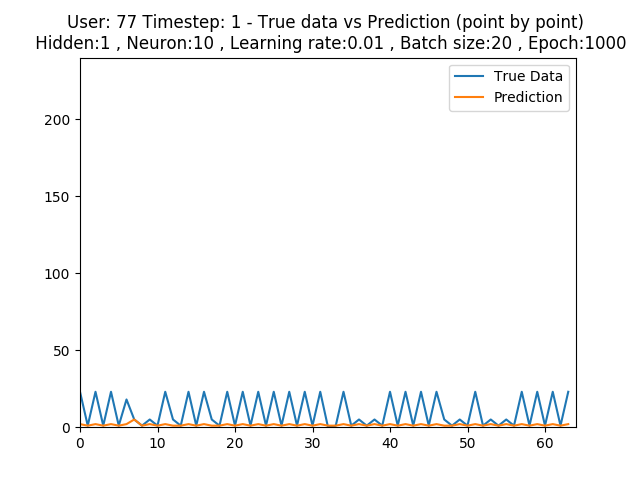 User: 77 Timestep: 1 - True data vs Prediction (point by point)
Hidden:1 , Neuron:10 , Learning rate:0.01 , Batch size:20 , Epoch:1000
True Data
Prediction
200
150
100
50
0
0 10 20 30 40 50 60